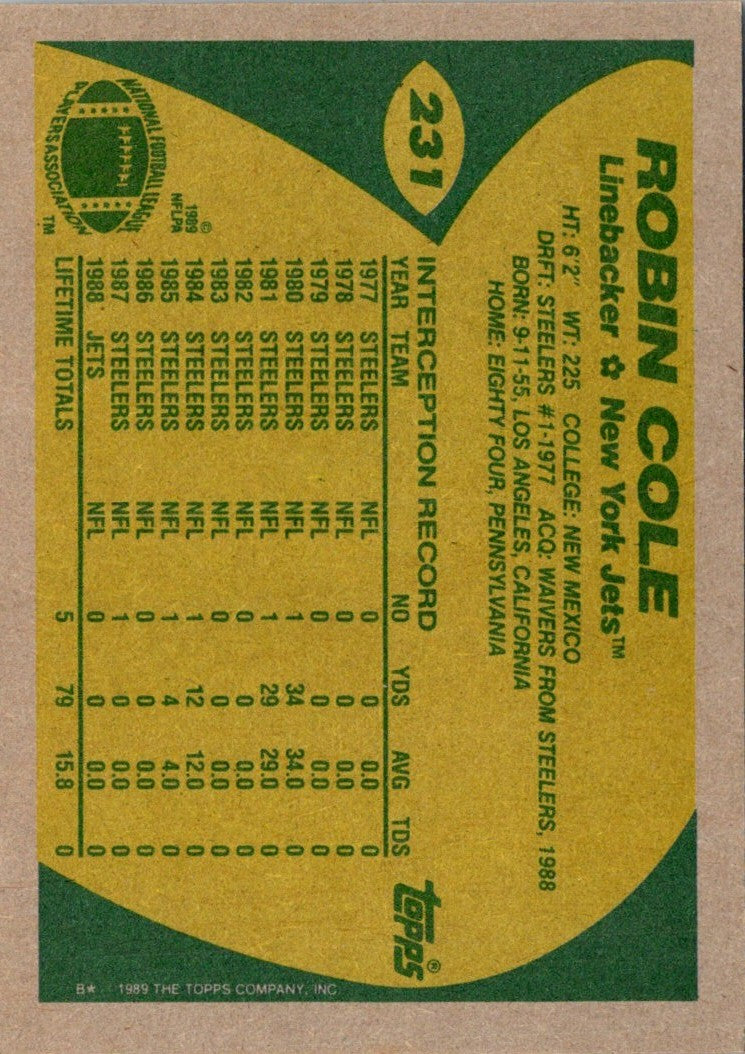 231
ROBIN COLE
Linebacker ✿ New York Jets™
HT: 6'2" WT: 225 COLLEGE: NEW MEXICO
DRFT: STEELERS #1-1977 ACQ: WAIVERS FROM STEELERS, 1988
BORN: 9-11-55, LOS ANGELES, CALIFORNIA
HOME: EIGHTY FOUR, PENNSYLVANIA
INTERCEPTION RECORD
YEAR TEAM NO YDS AVG TDS
1977 STEELERS NFL 0 0 0.0 0
1978 STEELERS NFL 0 0 0.0 0
1979 STEELERS NFL 0 0 0.0 0
1980 STEELERS NFL 1 34 34.0 0
1981 STEELERS NFL 1 29 29.0 0
1982 STEELERS NFL 0 0 0.0 0
1983 STEELERS NFL 0 0 0.0 0
1984 STEELERS NFL 1 12 12.0 0
1985 STEELERS NFL 1 4 4.0 0
1986 STEELERS NFL 0 0 0.0 0
1987 STEELERS NFL 1 0 0.0 0
1988 JETS NFL 0 0 0.0 0
LIFETIME TOTALS 5 79 15.8 0
topps®
©
1989
NFLPA
NATIONAL FOOTBALL LEAGUE
PLAYERS ASSOCIATION
™
B* 1989 THE TOPPS COMPANY, INC.